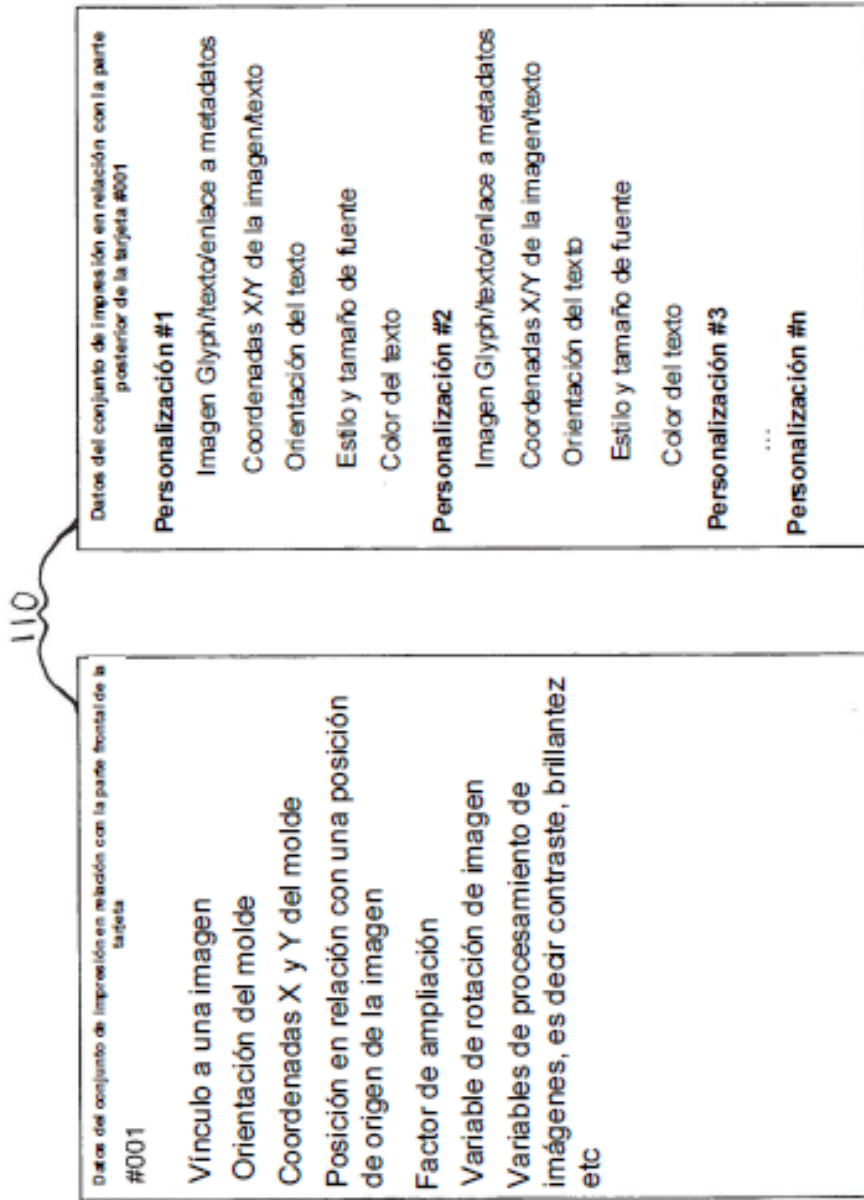 110
Datos del conjunto de impresión en relación con la parte frontal de la
tarjeta
#001
Vínculo a una imagen
Orientación del molde
Coordenadas X y Y del molde
Posición en relación con una posición
de origen de la imagen
Factor de ampliación
Variable de rotación de imagen
Variables de procesamiento de
imágenes, es decir contraste, brillantez
etc
Datos del conjunto de impresión en relación con la parte
posterior de la tarjeta #001
Personalización #1
Imagen Glyph/texto/enlace a metadatos
Coordenadas X/Y de la imagen/texto
Orientación del texto
Estilo y tamaño de fuente
Color del texto
Personalización #2
Imagen Glyph/texto/enlace a metadatos
Coordenadas X/Y de la imagen/texto
Orientación del texto
Estilo y tamaño de fuente
Color del texto
Personalización #3
...
Personalización #n